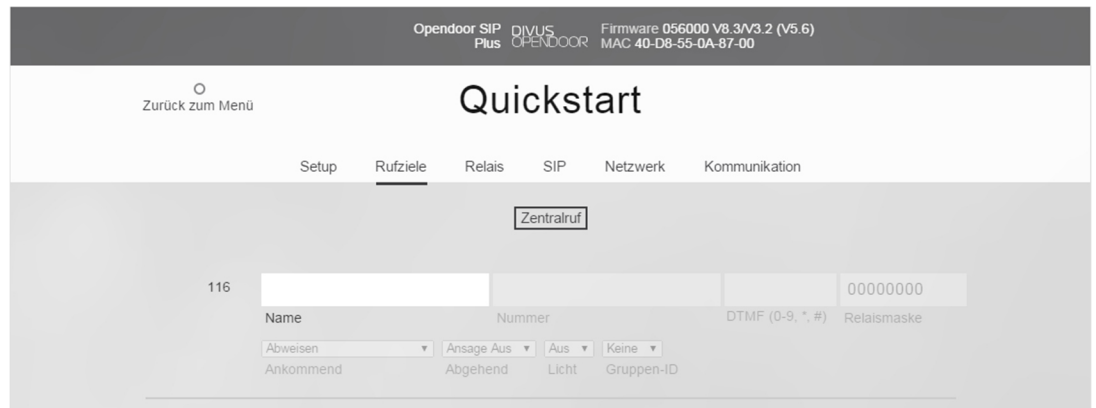 Opendoor SIP Plus DIVUS OPENDOOR Firmware 056000 V8.3/V3.2 (V5.6)
MAC 40-D8-55-0A-87-00
Zurück zum Menü
Quickstart
Setup Rufziele Relais SIP Netzwerk Kommunikation
Zentralruf
116 00000000
Name Nummer DTMF (0-9, *, #) Relaismaske
Abweisen Ansage Aus Aus Keine
Ankommend Abgehend Licht Gruppen-ID